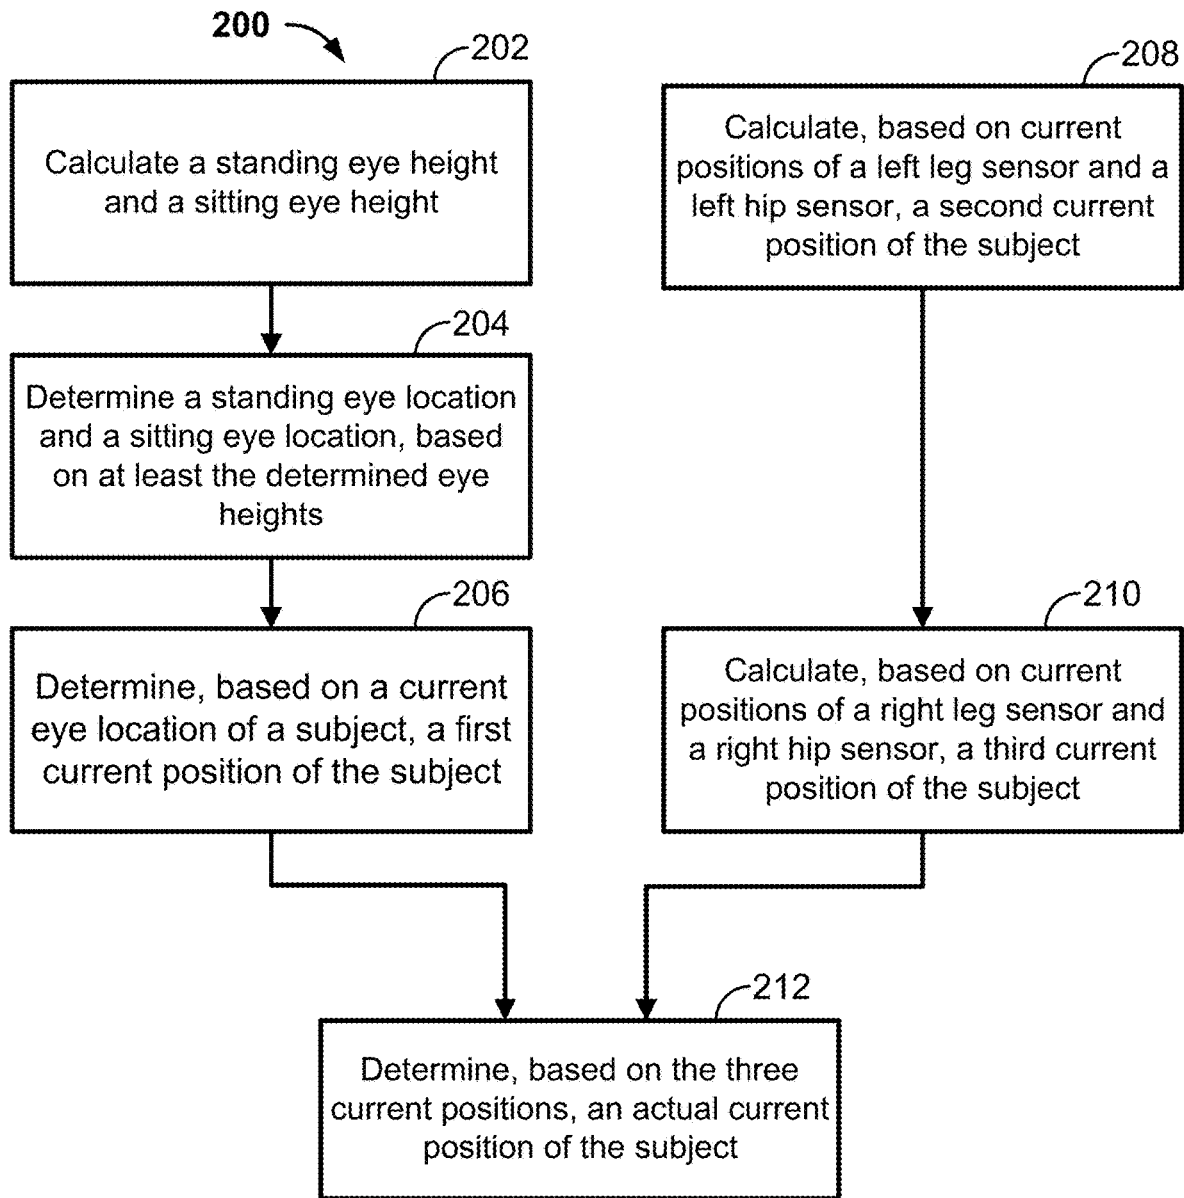 200
202
Calculate a standing eye height
and a sitting eye height
204
Determine a standing eye location
and a sitting eye location, based
on at least the determined eye
heights
206
Determine, based on a current
eye location of a subject, a first
current position of the subject
208
Calculate, based on current
positions of a left leg sensor and a
left hip sensor, a second current
position of the subject
210
Calculate, based on current
positions of a right leg sensor and
a right hip sensor, a third current
position of the subject
212
Determine, based on the three
current positions, an actual current
position of the subject